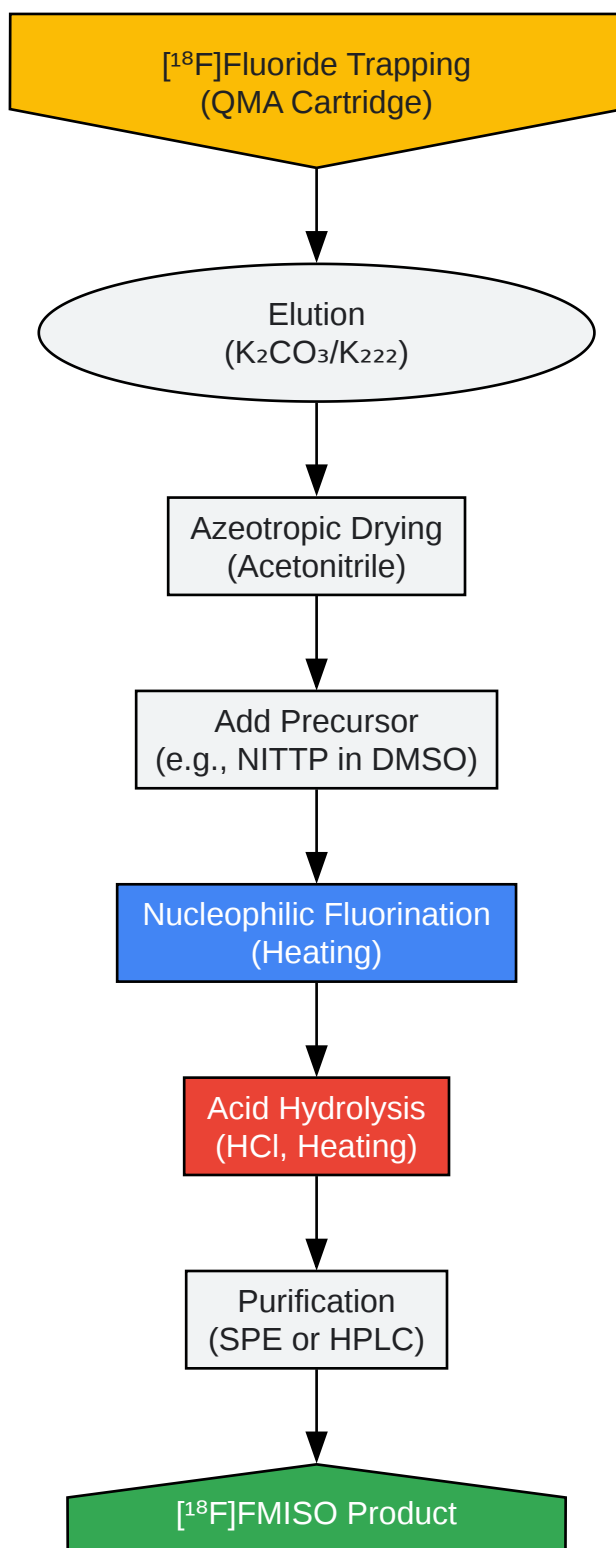 [¹⁸F]Fluoride Trapping
(QMA Cartridge)
Elution
(K₂CO₃/K₂₂₂)
Azeotropic Drying
(Acetonitrile)
Add Precursor
(e.g., NITTP in DMSO)
Nucleophilic Fluorination
(Heating)
Acid Hydrolysis
(HCl, Heating)
Purification
(SPE or HPLC)
[¹⁸F]FMISO Product